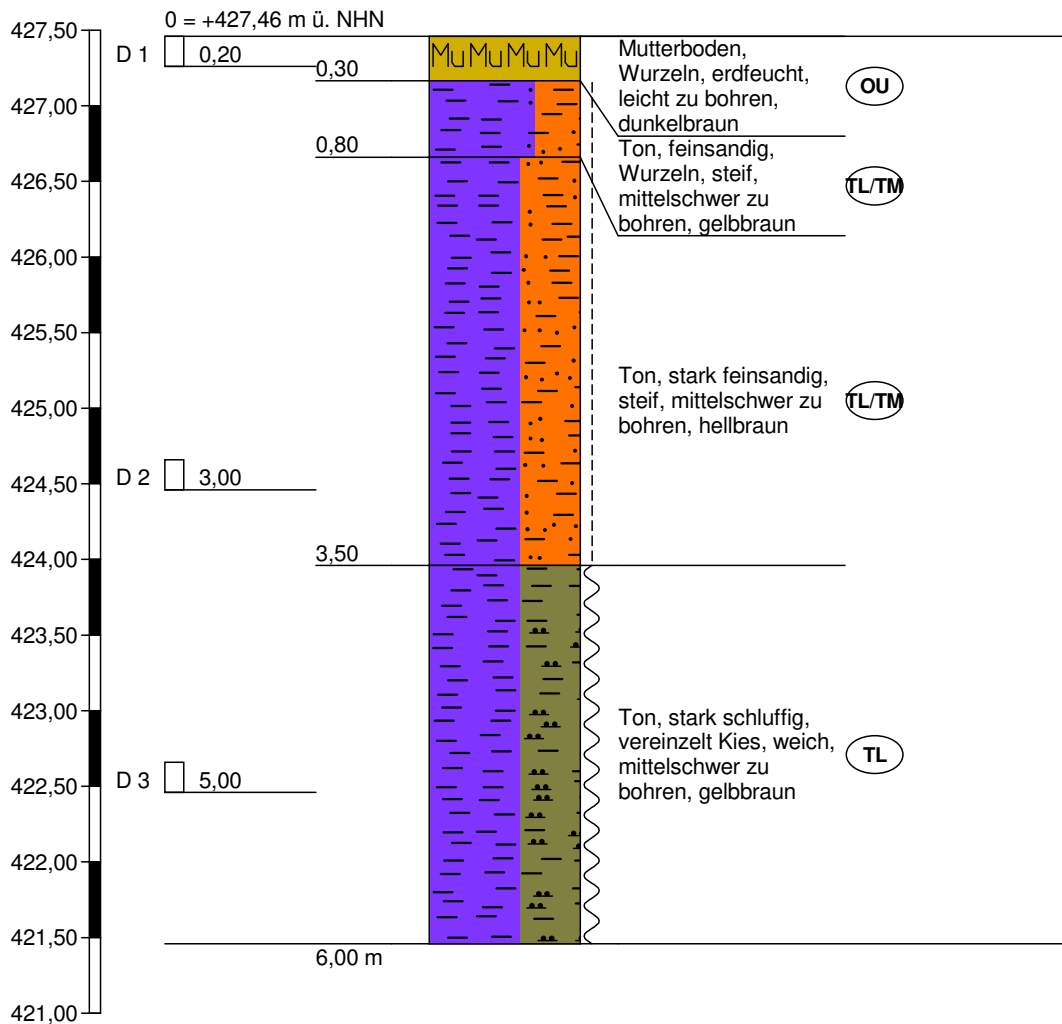 0 = +427,46 m ü. NHN
427,50
D 1
0,20
0,30
Mu Mu Mu Mu
Mutterboden,
Wurzeln, erdfeucht,
leicht zu bohren,
dunkelbraun
OU
427,00
0,80
Ton, feinsandig,
Wurzeln, steif,
mittelschwer zu
bohren, gelbbraun
TL/TM
426,50
426,00
425,50
425,00
Ton, stark feinsandig,
steif, mittelschwer zu
bohren, hellbraun
TL/TM
424,50
D 2
3,00
424,00
3,50
423,50
423,00
Ton, stark schluffig,
vereinzelt Kies, weich,
mittelschwer zu
bohren, gelbbraun
TL
422,50
D 3
5,00
422,00
421,50
6,00 m
421,00